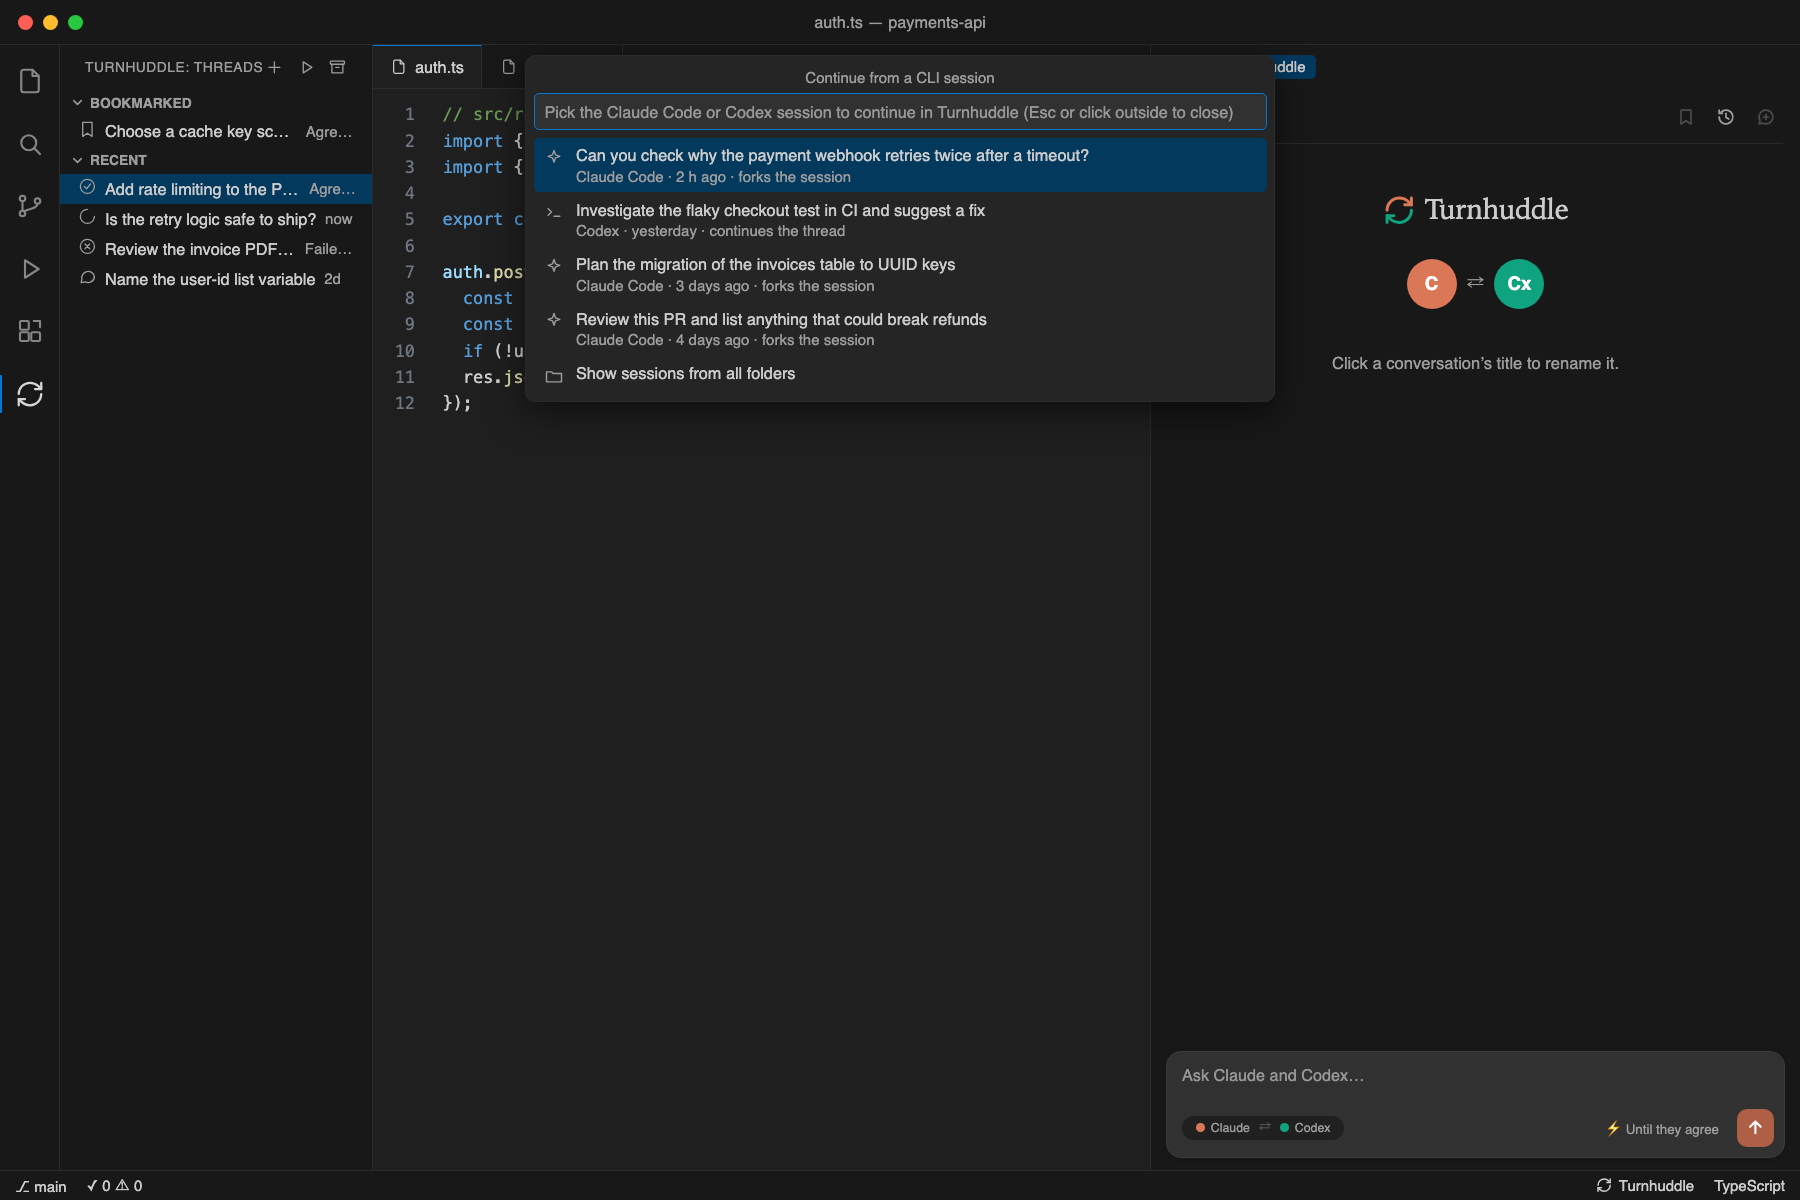 auth.ts — payments-api
TURNHUDDLE: THREADS
BOOKMARKED
Choose a cache key sc… Agre…
RECENT
Add rate limiting to the P… Agre…
Is the retry logic safe to ship? now
Review the invoice PDF… Faile…
Name the user-id list variable 2d
auth.ts
1 // src/r
2 import {
3 import {
4
5 export c
6
7 auth.pos
8 const
9 const
10 if (!u
11 res.js
12 });
Continue from a CLI session
Pick the Claude Code or Codex session to continue in Turnhuddle (Esc or click outside to close)
Can you check why the payment webhook retries twice after a timeout?
Claude Code · 2 h ago · forks the session
Investigate the flaky checkout test in CI and suggest a fix
Codex · yesterday · continues the thread
Plan the migration of the invoices table to UUID keys
Claude Code · 3 days ago · forks the session
Review this PR and list anything that could break refunds
Claude Code · 4 days ago · forks the session
Show sessions from all folders
ddle
Turnhuddle
C ⇄ Cx
Click a conversation’s title to rename it.
Ask Claude and Codex…
Claude ⇄ Codex
⚡ Until they agree
main ✓ 0 ⚠ 0
Turnhuddle TypeScript